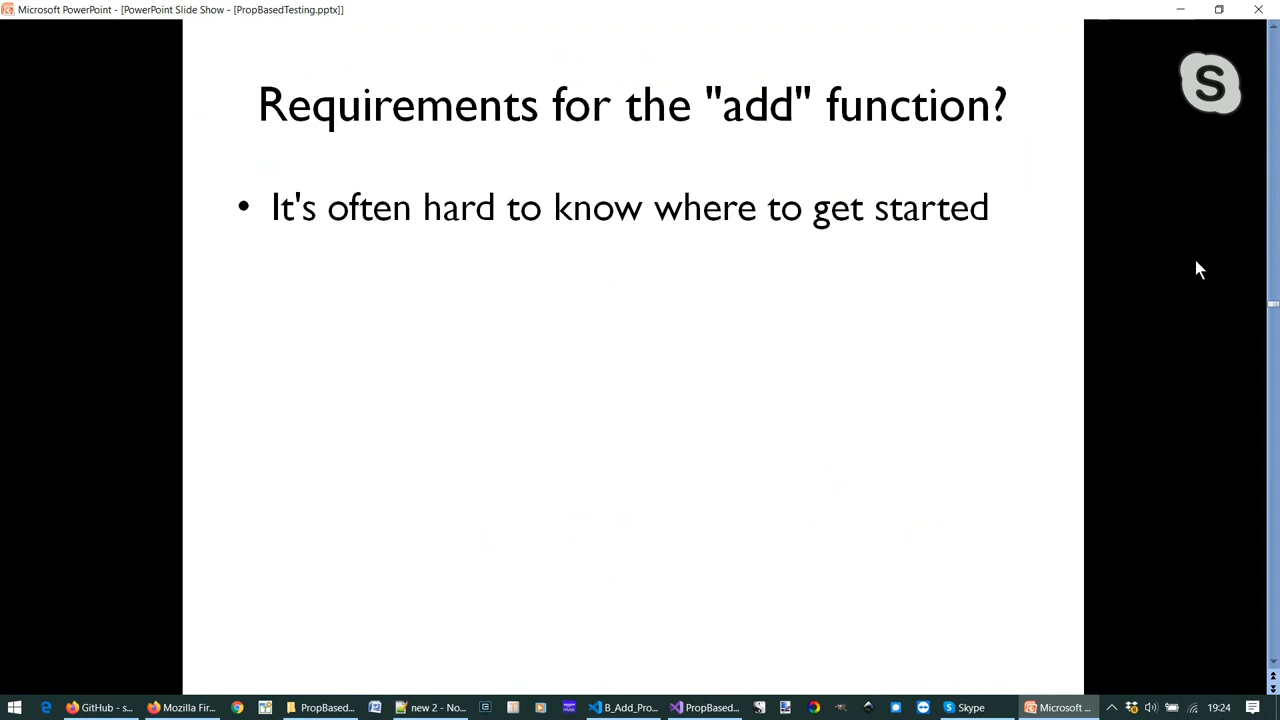 Microsoft PowerPoint - [PowerPoint Slide Show - [PropBasedTesting.pptx]]
S
Requirements for the "add" function?
• It's often hard to know where to get started
GitHub - s...
Mozilla Fir...
PropBased...
new 2 - No...
B_Add_Pro...
PropBased...
Skype
Microsoft ...
19:24